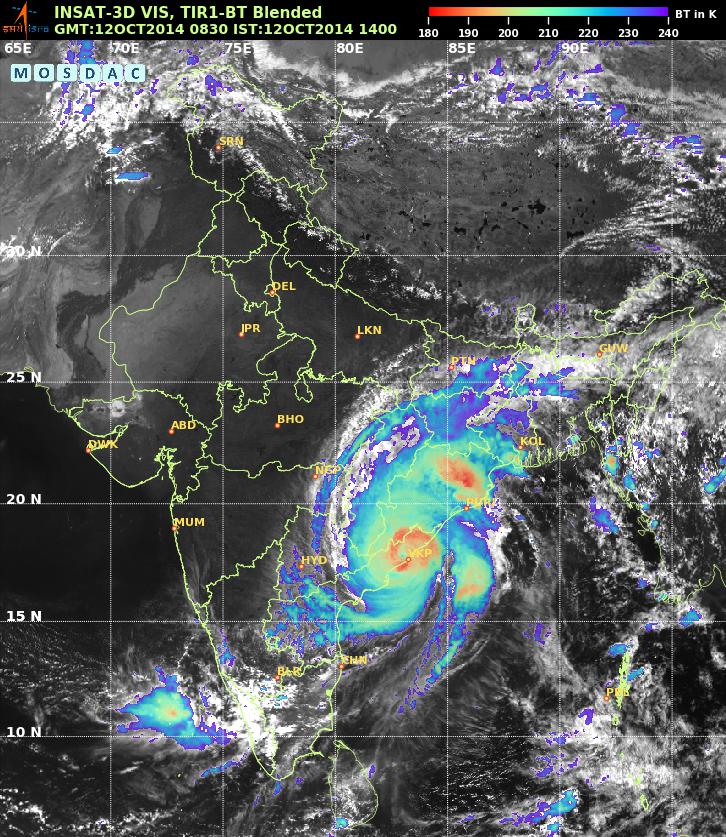 INSAT-3D VIS, TIR1-BT Blended
GMT:12OCT2014 0830 IST:12OCT2014 1400
BT in K
180 190 200 210 220 230 240
65E 70E 75E 80E 85E 90E
M O S D A C
SRN
30 N
DEL
JPR LKN
GUW
PTN
25 N
ABD BHO
DWK KOL
NGP
20 N
PUR
MUM
VKP
HYD
15 N
CHN
BLR
PBL
10 N